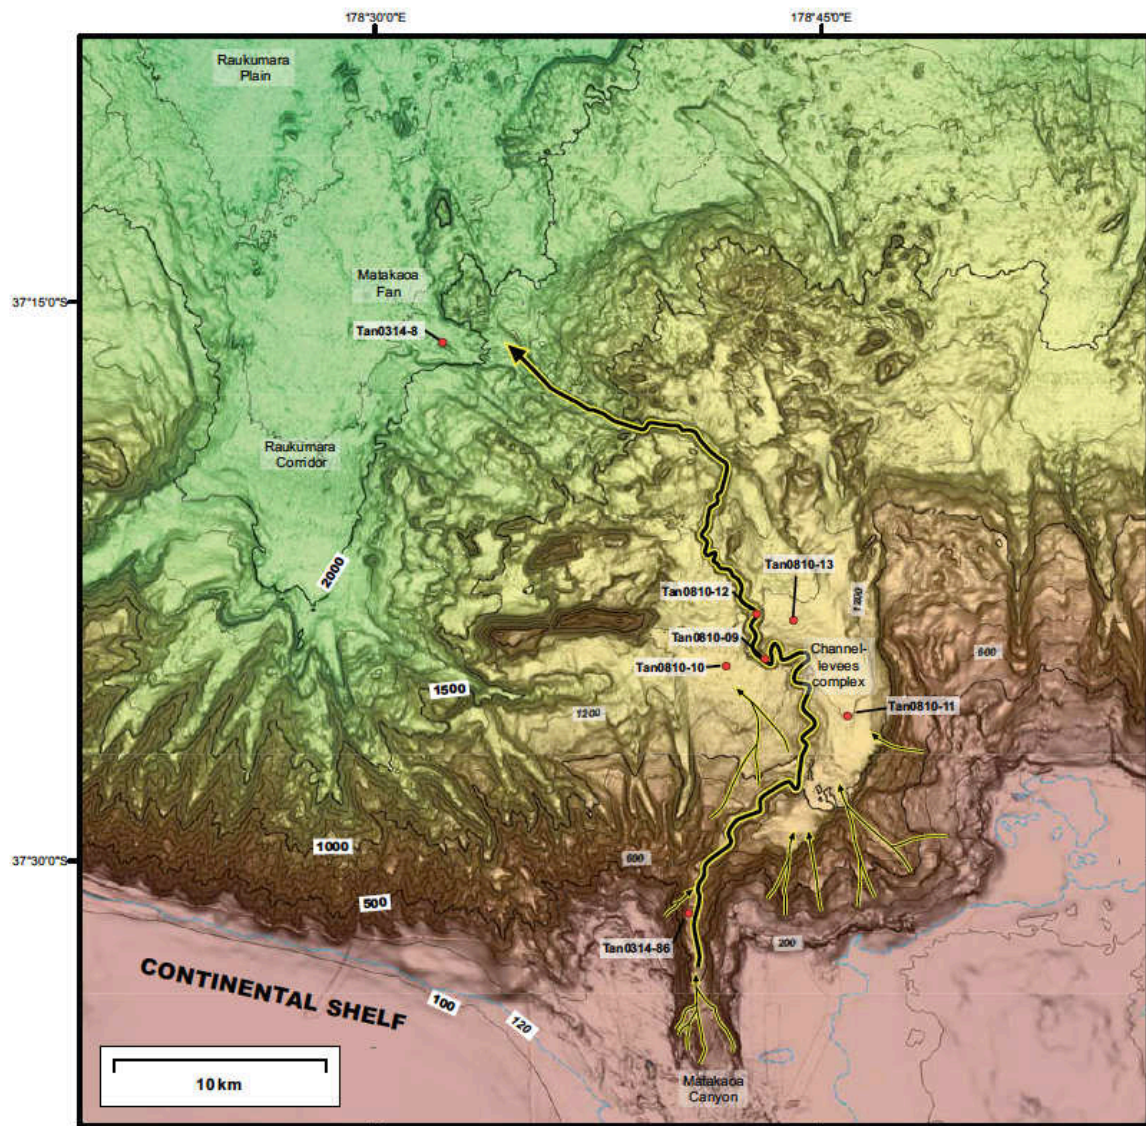 178°30'0"E
178°45'0"E
Raukumara
Plain
37°15'0"S
Matakaoa
Fan
Tan0314-8
Raukumara
Corridor
2000
Tan0810-13
Tan0810-12
1200
Tan0810-09
Channel-
levees
complex
600
Tan0810-10
1500
1200
Tan0810-11
1000
600
37°30'0"S
500
200
Tan0314-86
CONTINENTAL SHELF
100
120
10 km
Matakaoa
Canyon